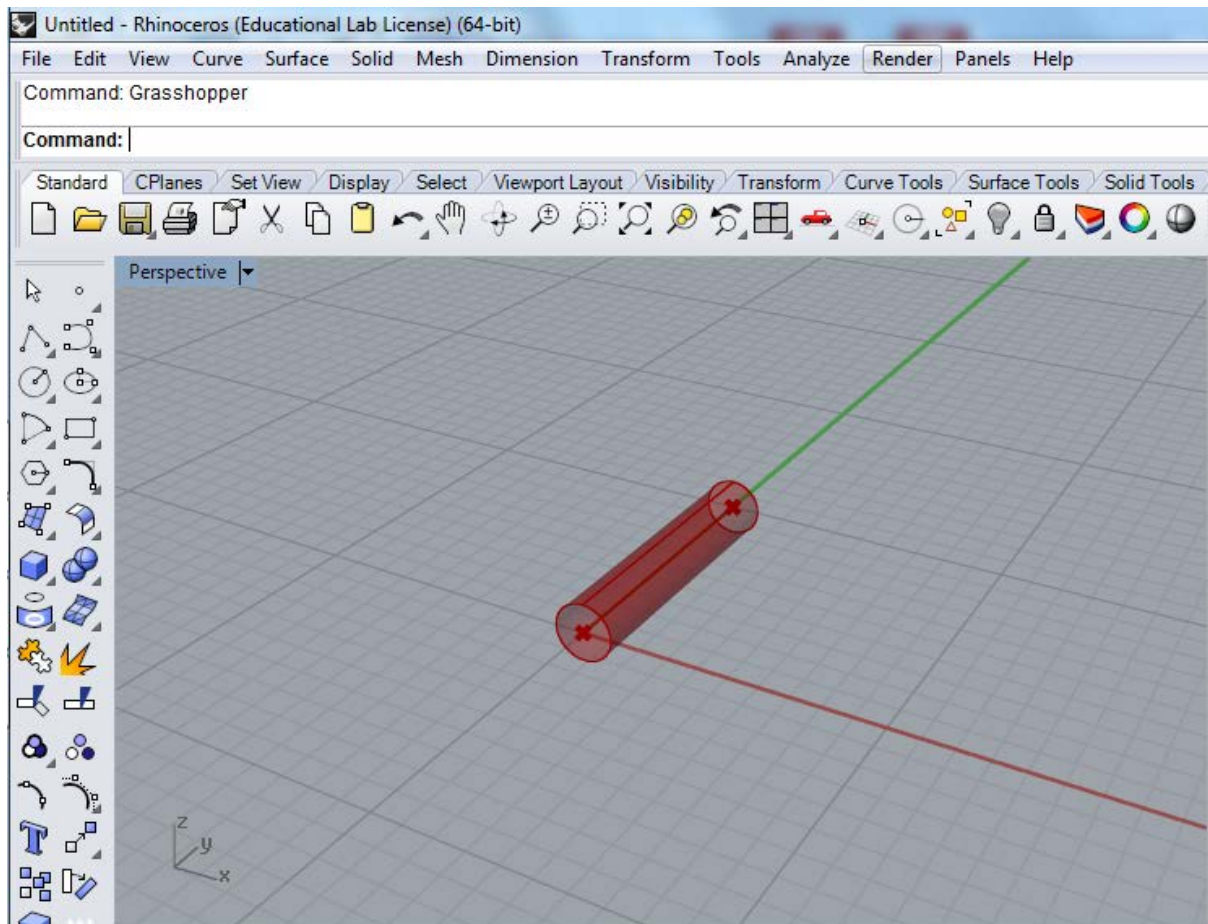 Untitled - Rhinoceros (Educational Lab License) (64-bit)
File Edit View Curve Surface Solid Mesh Dimension Transform Tools Analyze Render Panels Help
Command: Grasshopper
Command:
Standard CPlanes Set View Display Select Viewport Layout Visibility Transform Curve Tools Surface Tools Solid Tools
Perspective
z
y
x